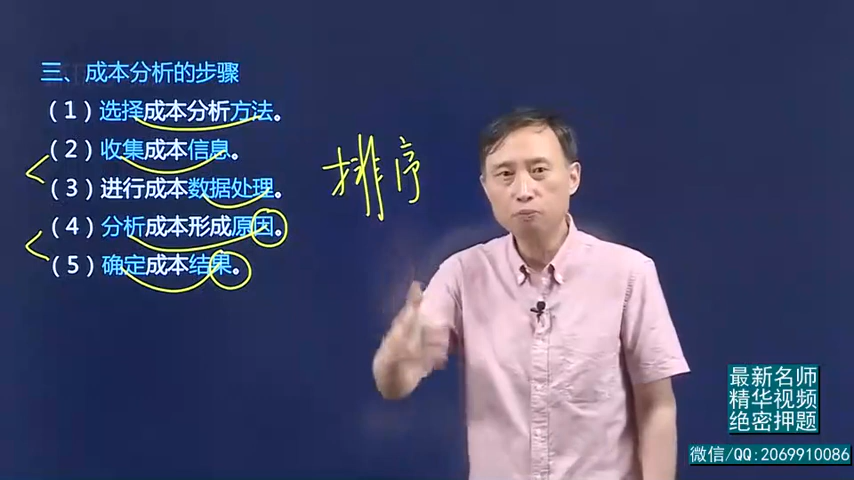 三、成本分析的步骤
（1）选择成本分析方法。
（2）收集成本信息。
（3）进行成本数据处理。
（4）分析成本形成原因。
（5）确定成本结果。
排序
最新名师
精华视频
绝密押题
微信/QQ:2069910086